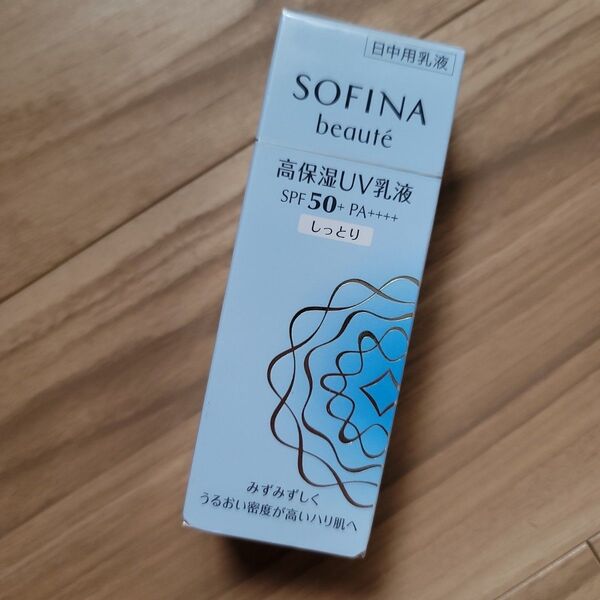 日中用乳液
SOFINA
beauté
高保湿UV乳液
SPF50+ PA++++
しっとり
みずみずしく
うるおい密度が高いハリ肌へ